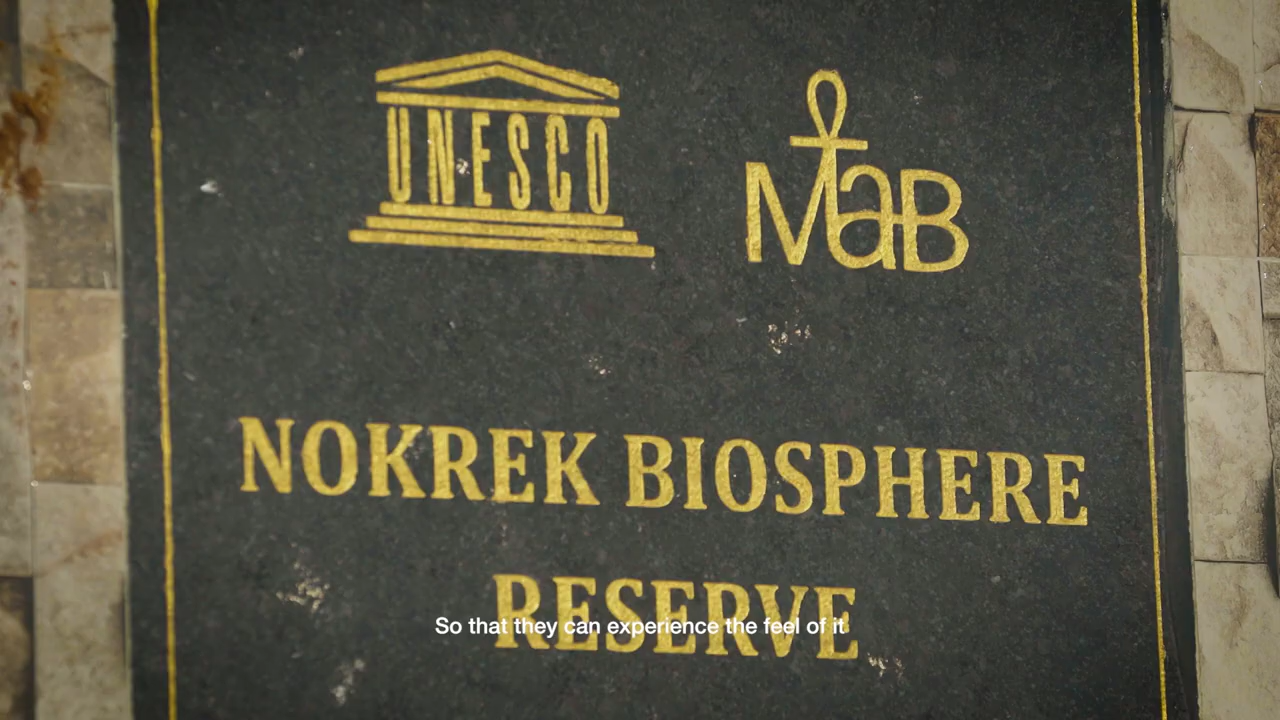 UNESCO
MaB
NOKREK BIOSPHERE
RESERVE
So that they can experience the feel of it